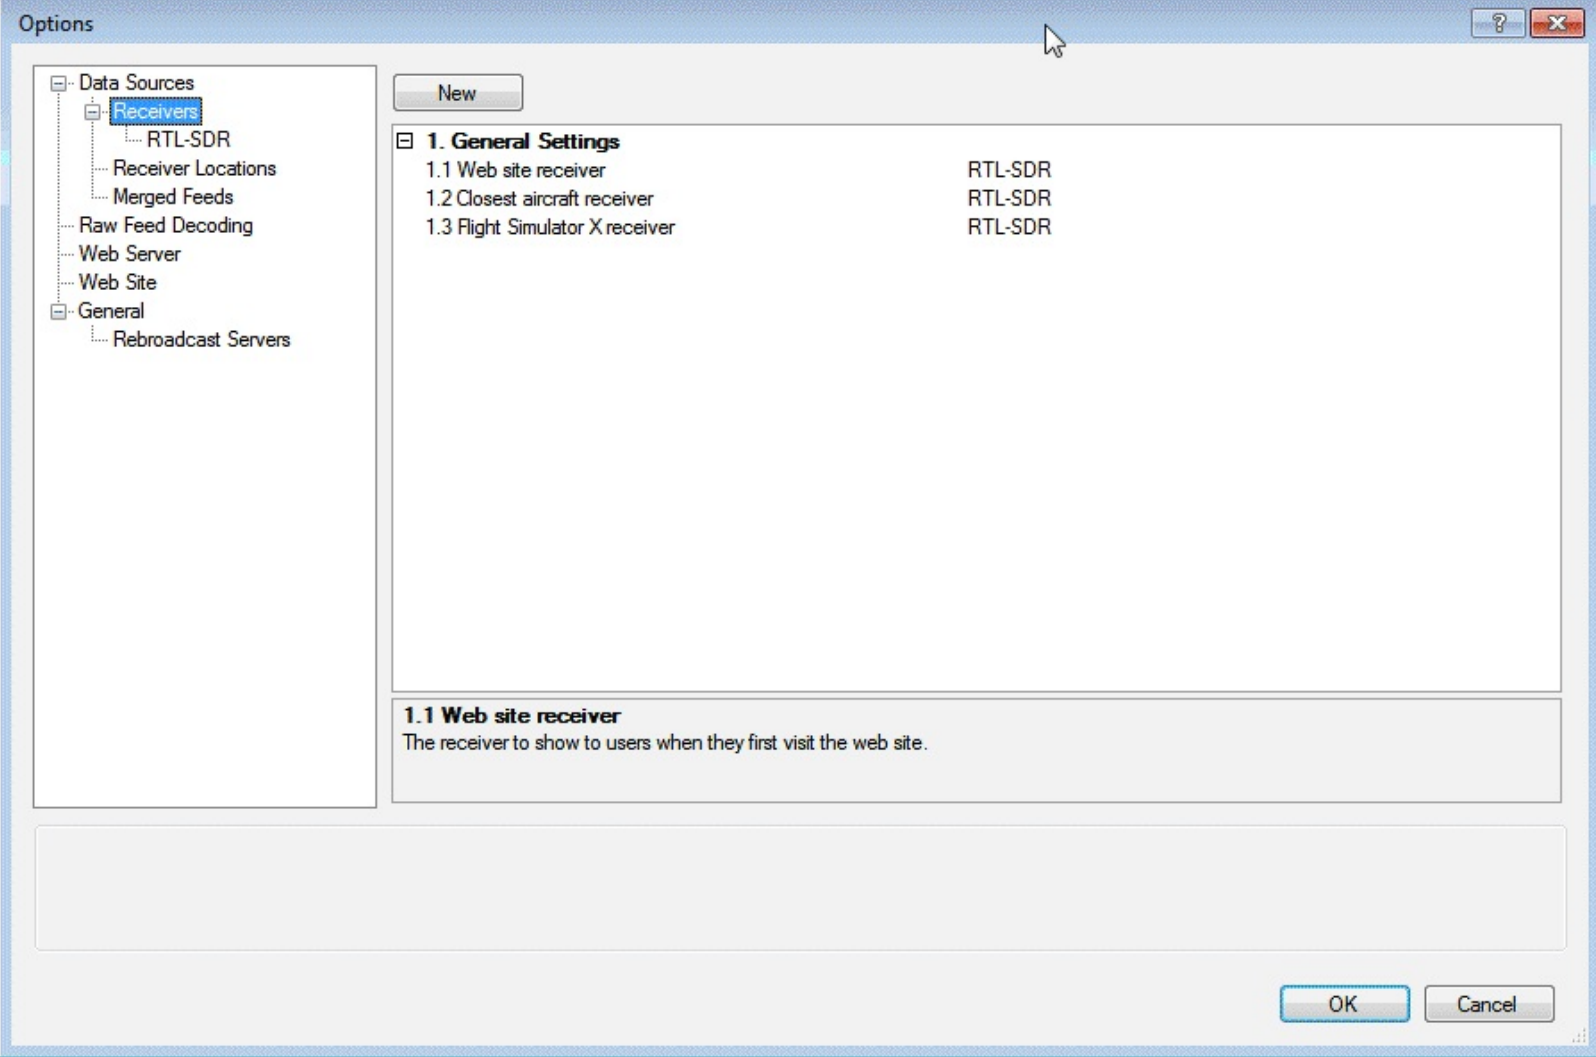 Options
Data Sources
Receivers
RTL-SDR
Receiver Locations
Merged Feeds
Raw Feed Decoding
Web Server
Web Site
General
Rebroadcast Servers
New
1. General Settings
1.1 Web site receiver RTL-SDR
1.2 Closest aircraft receiver RTL-SDR
1.3 Flight Simulator X receiver RTL-SDR
1.1 Web site receiver
The receiver to show to users when they first visit the web site.
OK Cancel